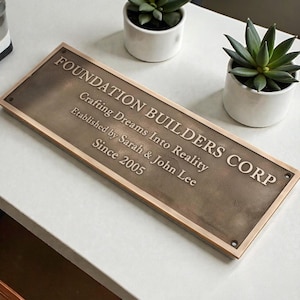 FOUNDATION BUILDERS CORP
Crafting Dreams Into Reality
Established by Sarah & John Lee
Since 2005